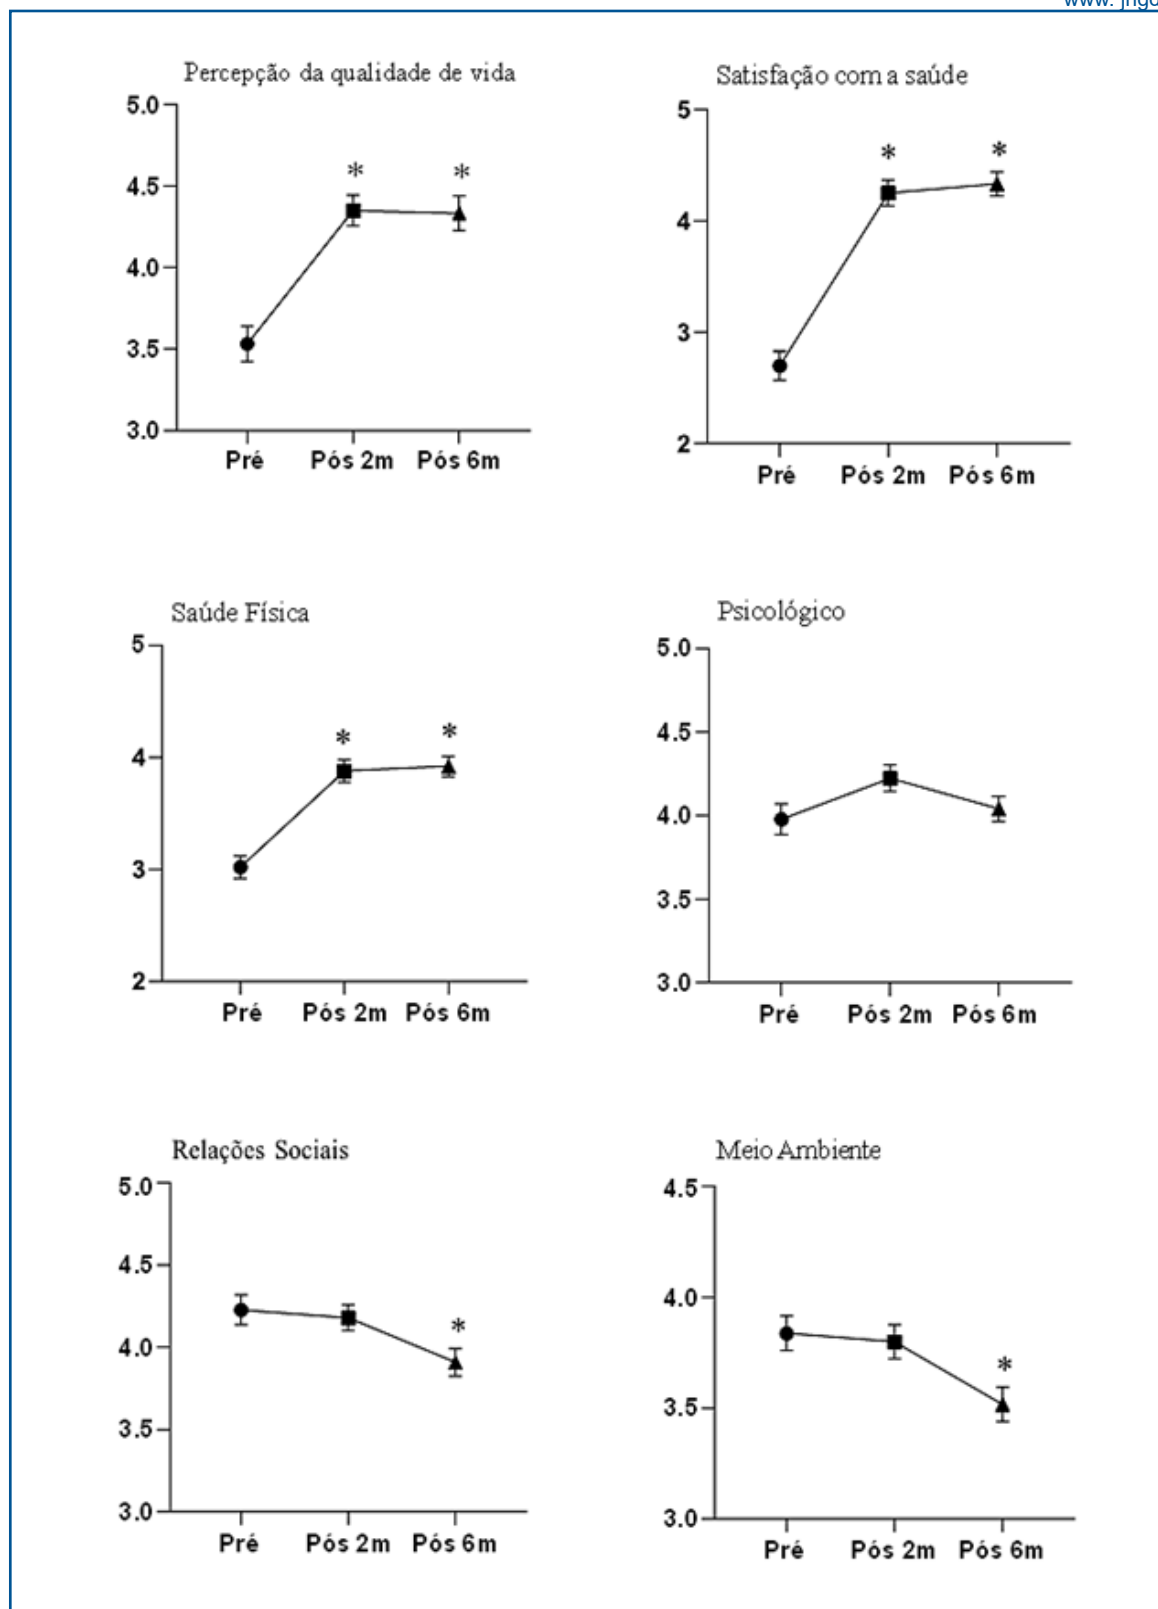 Percepção da qualidade de vida
5.0
4.5
4.0
3.5
3.0
*
*
Pré Pós 2m Pós 6m
Satisfação com a saúde
5
4
3
2
*
*
Pré Pós 2m Pós 6m
Saúde Física
5
4
3
2
*
*
Pré Pós 2m Pós 6m
Psicológico
5.0
4.5
4.0
3.5
3.0
Pré Pós 2m Pós 6m
Relações Sociais
5.0
4.5
4.0
3.5
3.0
*
Pré Pós 2m Pós 6m
Meio Ambiente
4.5
4.0
3.5
3.0
*
Pré Pós 2m Pós 6m